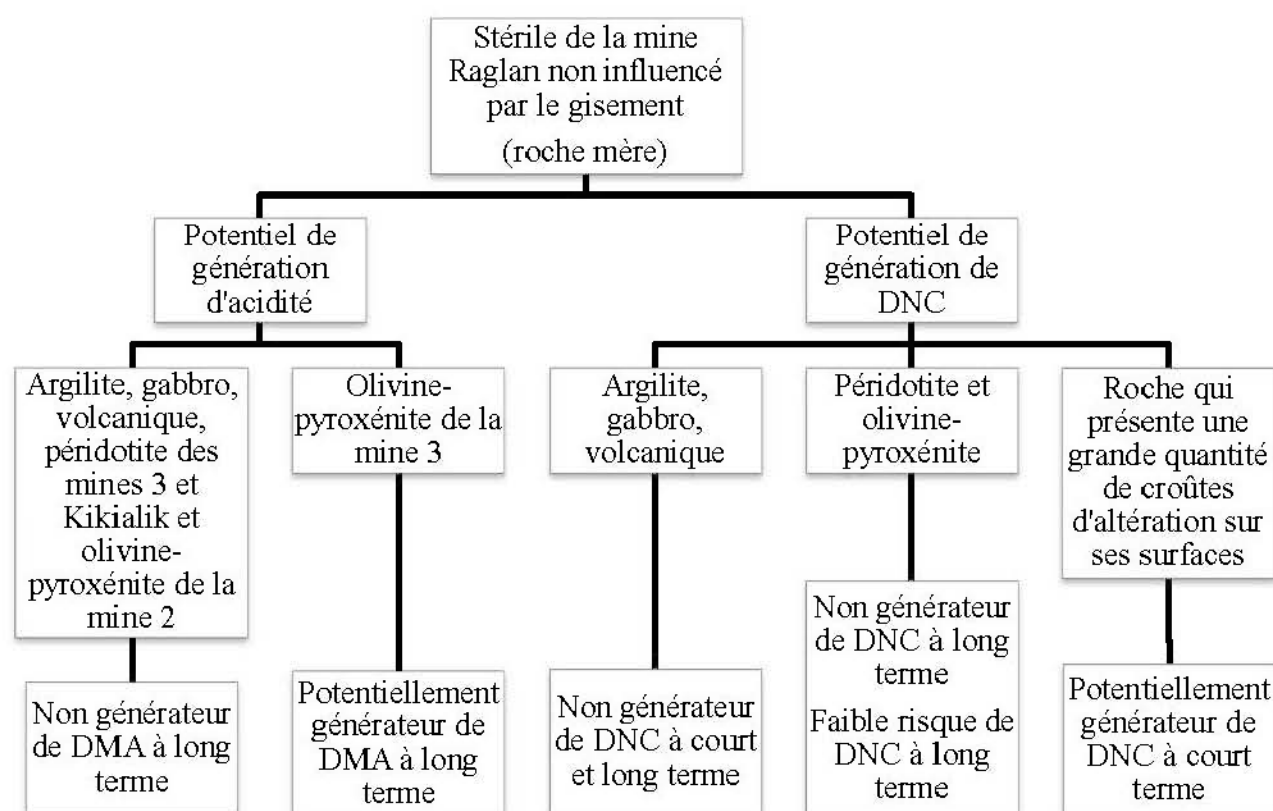 Stérile de la mine
Raglan non influencé
par le gisement
(roche mère)
Potentiel de
génération
d'acidité
Potentiel de
génération de
DNC
Argilite, gabbro,
volcanique,
péridotite des
mines 3 et
Kikialik et
olivine-
pyroxénite de la
mine 2
Olivine-
pyroxénite de la
mine 3
Argilite,
gabbro,
volcanique
Péridotite et
olivine-
pyroxénite
Roche qui
présente une
grande quantité
de croûtes
d'altération sur
ses surfaces
Non générateur
de DMA à long
terme
Potentiellement
générateur de
DMA à long
terme
Non générateur
de DNC à court
et long terme
Non générateur
de DNC à long
terme
Faible risque de
DNC à long
terme
Potentiellement
générateur de
DNC à court
terme